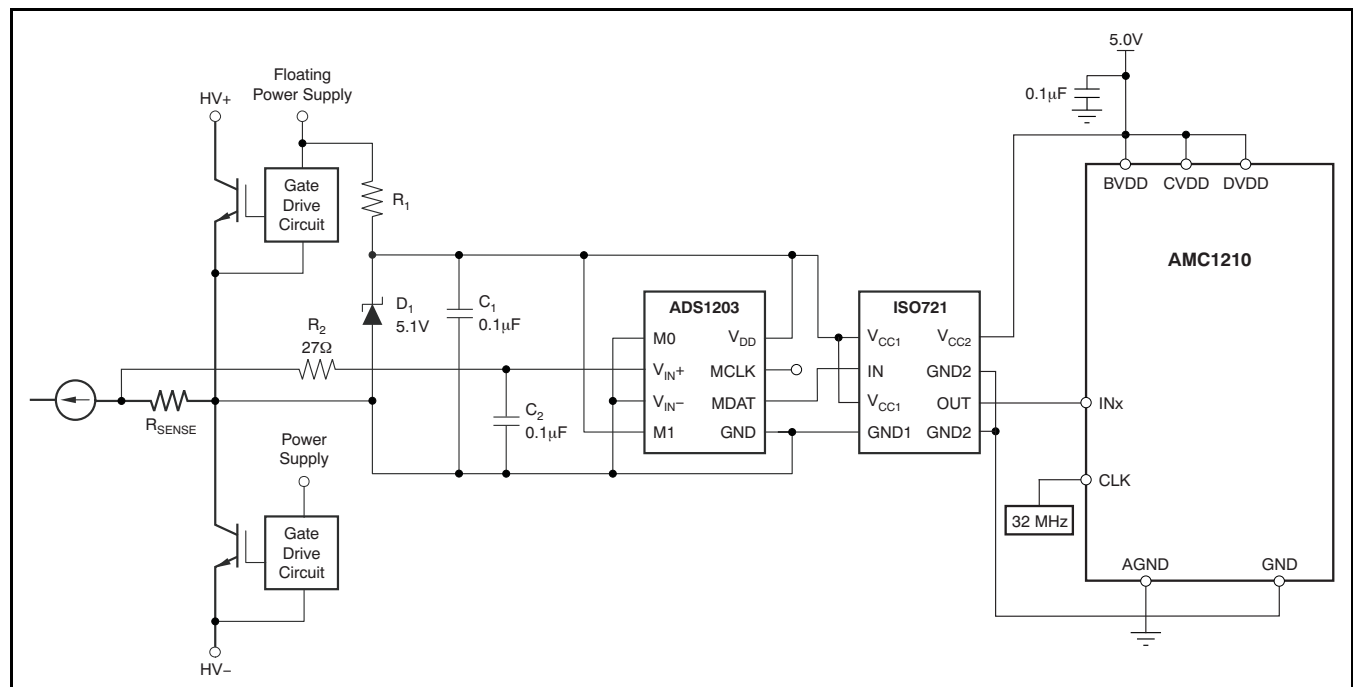 5.0V
0.1µF
Floating
Power Supply
HV+
Gate
Drive
Circuit
R1
BVDD CVDD DVDD
AMC1210
D1
5.1V
C1
0.1µF
R2
27Ω
ADS1203
M0
VIN+
VIN−
M1
VDD
MCLK
MDAT
GND
ISO721
VCC1
IN
VCC1
GND1
VCC2
GND2
OUT
GND2
INx
RSENSE
C2
0.1µF
Power
Supply
CLK
32 MHz
Gate
Drive
Circuit
AGND GND
HV−